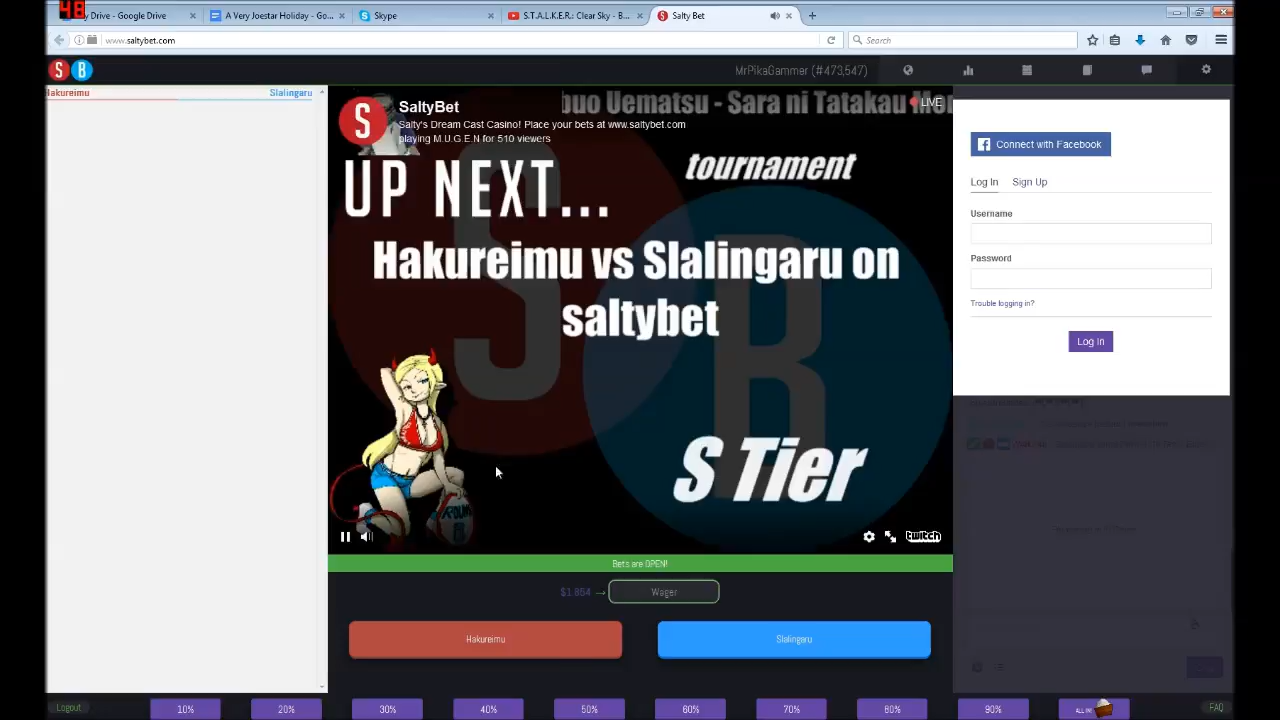 48
y Drive - Google Drive
A Very Joestar Holiday - Go...
Skype
S.T.A.L.K.E.R.: Clear Sky - B...
Salty Bet
www.saltybet.com
Search
S B
MrPikaGammer (#473,547)
Hakureimu
Slalingaru
SaltyBet
buo Uematsu - Sara ni Tatakau Mo
LIVE
Salty's Dream Cast Casino! Place your bets at www.saltybet.com
playing M.U.G.E.N for 510 viewers
UP NEXT...
tournament
Hakureimu vs Slalingaru on
saltybet
S Tier
twitch
Connect with Facebook
Log In
Sign Up
Username
Password
Trouble logging in?
Log In
Bets are OPEN!
$1,854 →
Wager
Hakureimu
Slalingaru
Logout
10%
20%
30%
40%
50%
60%
70%
80%
90%
ALL IN!
FAQ